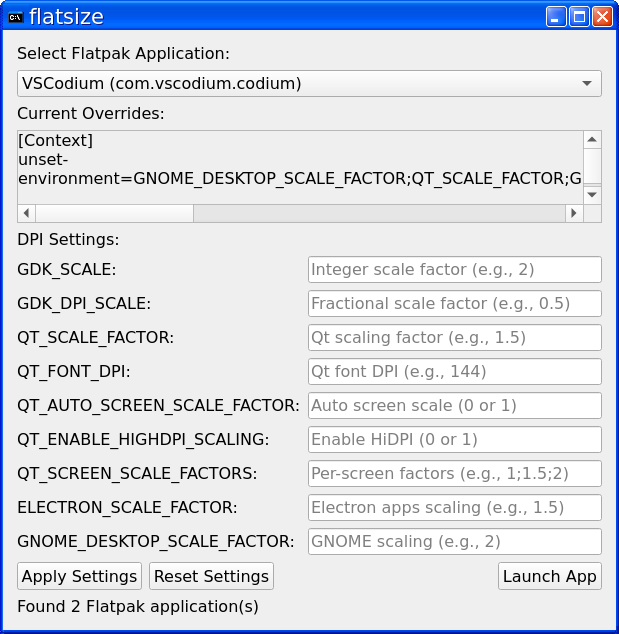 flatsize
Select Flatpak Application:
VSCodium (com.vscodium.codium)
Current Overrides:
[Context]
unset-
environment=GNOME_DESKTOP_SCALE_FACTOR;QT_SCALE_FACTOR;G
DPI Settings:
GDK_SCALE: Integer scale factor (e.g., 2)
GDK_DPI_SCALE: Fractional scale factor (e.g., 0.5)
QT_SCALE_FACTOR: Qt scaling factor (e.g., 1.5)
QT_FONT_DPI: Qt font DPI (e.g., 144)
QT_AUTO_SCREEN_SCALE_FACTOR: Auto screen scale (0 or 1)
QT_ENABLE_HIGHDPI_SCALING: Enable HiDPI (0 or 1)
QT_SCREEN_SCALE_FACTORS: Per-screen factors (e.g., 1;1.5;2)
ELECTRON_SCALE_FACTOR: Electron apps scaling (e.g., 1.5)
GNOME_DESKTOP_SCALE_FACTOR: GNOME scaling (e.g., 2)
Apply Settings Reset Settings Launch App
Found 2 Flatpak application(s)